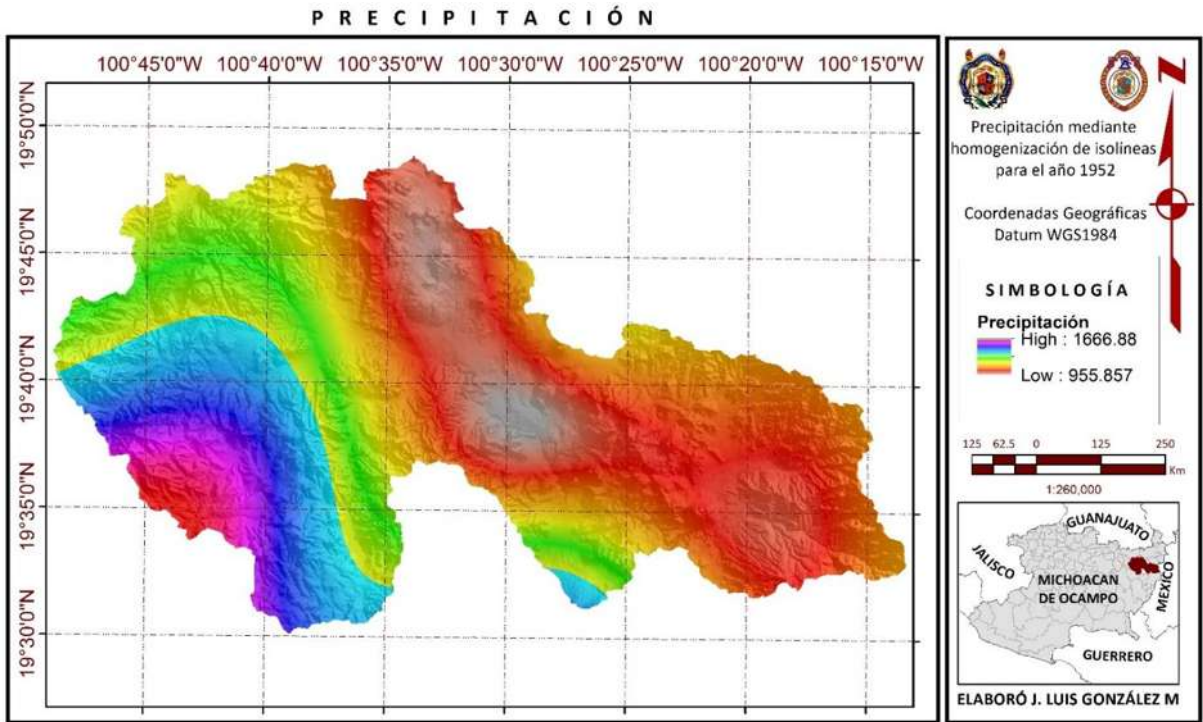 PRECIPITACIÓN
100°45'0"W 100°40'0"W 100°35'0"W 100°30'0"W 100°25'0"W 100°20'0"W 100°15'0"W
19°50'0"N
19°45'0"N
19°40'0"N
19°35'0"N
19°30'0"N
Z
Precipitación mediante
homogenización de isolíneas
para el año 1952
Coordenadas Geográficas
Datum WGS1984
SIMBOLOGÍA
Precipitación
High : 1666.88
Low : 955.857
125 62.5 0 125 250
Km
1:260,000
GUANAJUATO
JALISCO
MICHOACAN
DE OCAMPO
MEXICO
GUERRERO
ELABORÓ J. LUIS GONZÁLEZ M